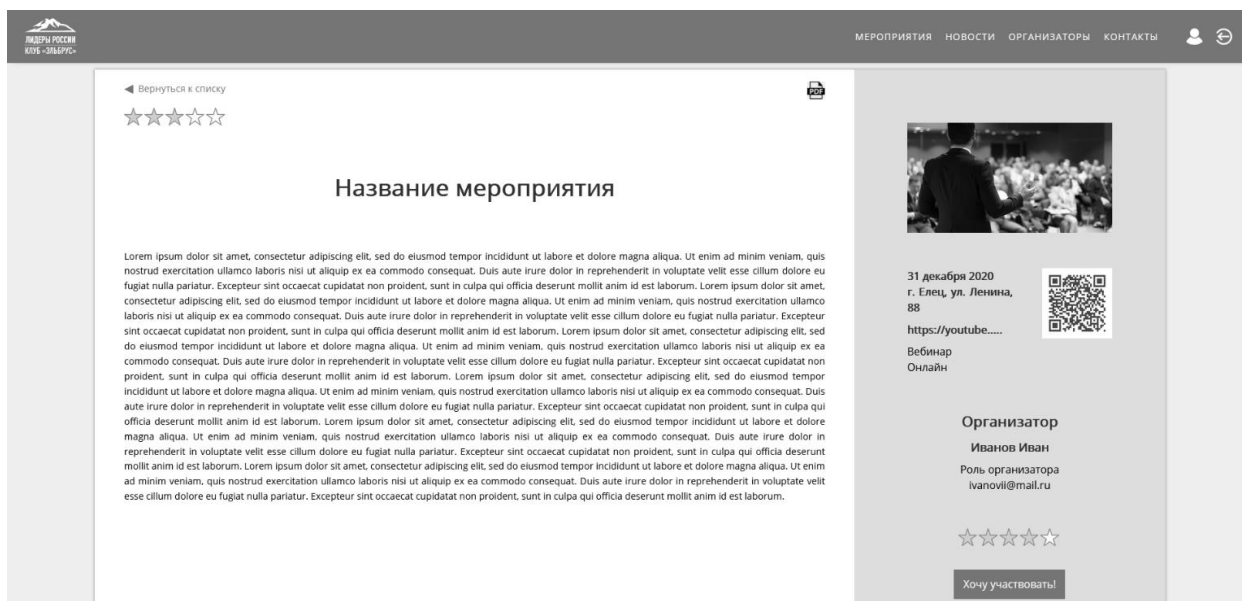 ЛИДЕРЫ РОССИИ
КЛУБ «ЭЛЬБРУС»
МЕРОПРИЯТИЯ НОВОСТИ ОРГАНИЗАТОРЫ КОНТАКТЫ
Вернуться к списку
PDF
Название мероприятия
Lorem ipsum dolor sit amet, consectetur adipiscing elit, sed do eiusmod tempor incididunt ut labore et dolore magna aliqua. Ut enim ad minim veniam, quis
nostrud exercitation ullamco laboris nisi ut aliquip ex ea commodo consequat. Duis aute irure dolor in reprehenderit in voluptate velit esse cillum dolore eu
fugiat nulla pariatur. Excepteur sint occaecat cupidatat non proident, sunt in culpa qui officia deserunt mollit anim id est laborum. Lorem ipsum dolor sit amet,
consectetur adipiscing elit, sed do eiusmod tempor incididunt ut labore et dolore magna aliqua. Ut enim ad minim veniam, quis nostrud exercitation ullamco
laboris nisi ut aliquip ex ea commodo consequat. Duis aute irure dolor in reprehenderit in voluptate velit esse cillum dolore eu fugiat nulla pariatur. Excepteur
sint occaecat cupidatat non proident, sunt in culpa qui officia deserunt mollit anim id est laborum. Lorem ipsum dolor sit amet, consectetur adipiscing elit, sed
do eiusmod tempor incididunt ut labore et dolore magna aliqua. Ut enim ad minim veniam, quis nostrud exercitation ullamco laboris nisi ut aliquip ex ea
commodo consequat. Duis aute irure dolor in reprehenderit in voluptate velit esse cillum dolore eu fugiat nulla pariatur. Excepteur sint occaecat cupidatat non
proident, sunt in culpa qui officia deserunt mollit anim id est laborum. Lorem ipsum dolor sit amet, consectetur adipiscing elit, sed do eiusmod tempor
incididunt ut labore et dolore magna aliqua. Ut enim ad minim veniam, quis nostrud exercitation ullamco laboris nisi ut aliquip ex ea commodo consequat. Duis
aute irure dolor in reprehenderit in voluptate velit esse cillum dolore eu fugiat nulla pariatur. Excepteur sint occaecat cupidatat non proident, sunt in culpa qui
officia deserunt mollit anim id est laborum. Lorem ipsum dolor sit amet, consectetur adipiscing elit, sed do eiusmod tempor incididunt ut labore et dolore
magna aliqua. Ut enim ad minim veniam, quis nostrud exercitation ullamco laboris nisi ut aliquip ex ea commodo consequat. Duis aute irure dolor in
reprehenderit in voluptate velit esse cillum dolore eu fugiat nulla pariatur. Excepteur sint occaecat cupidatat non proident, sunt in culpa qui officia deserunt
mollit anim id est laborum. Lorem ipsum dolor sit amet, consectetur adipiscing elit, sed do eiusmod tempor incididunt ut labore et dolore magna aliqua. Ut enim
ad minim veniam, quis nostrud exercitation ullamco laboris nisi ut aliquip ex ea commodo consequat. Duis aute irure dolor in reprehenderit in voluptate velit
esse cillum dolore eu fugiat nulla pariatur. Excepteur sint occaecat cupidatat non proident, sunt in culpa qui officia deserunt mollit anim id est laborum.
31 декабря 2020
г. Елец, ул. Ленина,
88
https://youtube.....
Вебинар
Онлайн
Организатор
Иванов Иван
Роль организатора
ivanovii@mail.ru
Хочу участвовать!